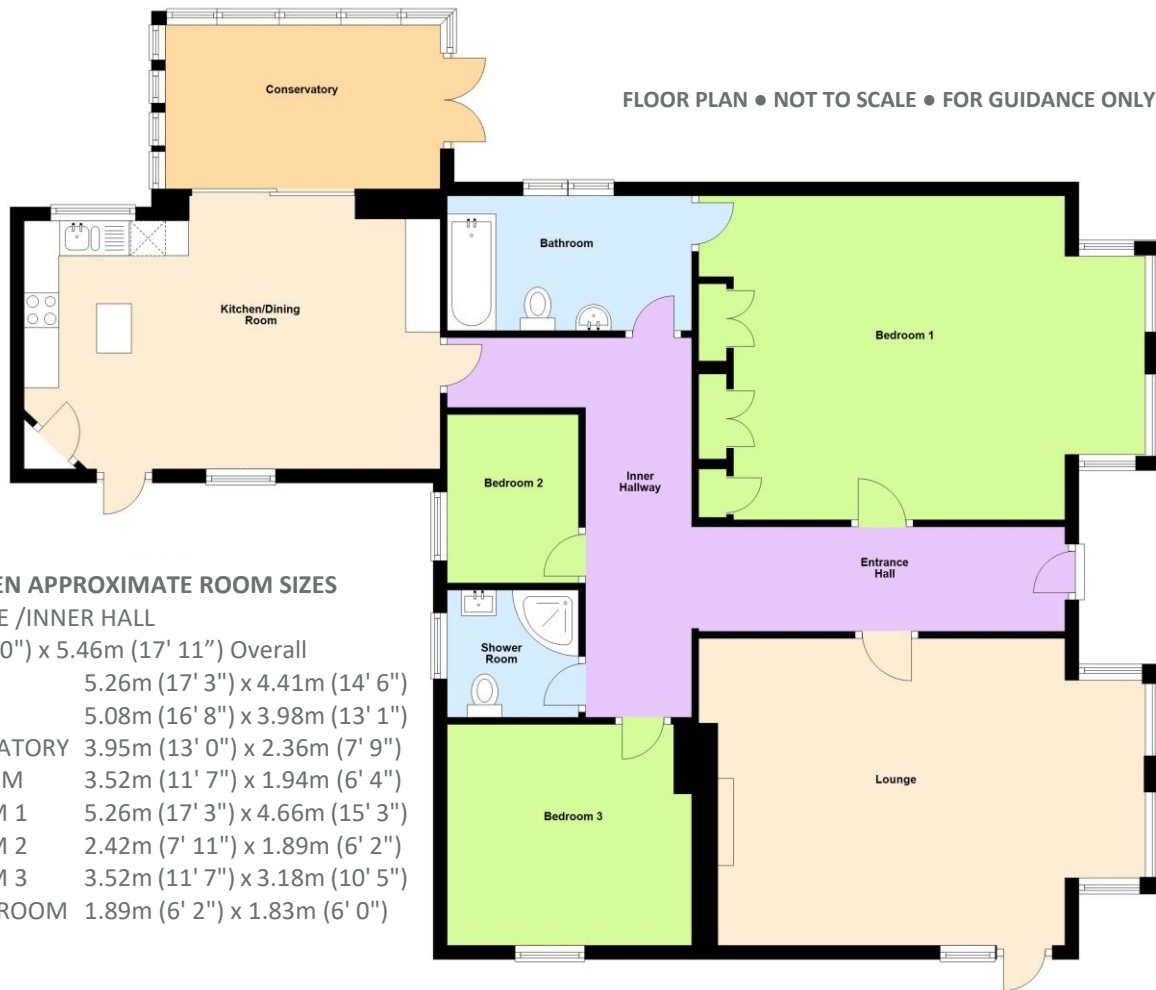 Conservatory
FLOOR PLAN ● NOT TO SCALE ● FOR GUIDANCE ONLY
Bathroom
Kitchen/Dining
Room
Bedroom 1
Bedroom 2
Inner
Hallway
Entrance
Hall
Shower
Room
Lounge
Bedroom 3
EN APPROXIMATE ROOM SIZES
E /INNER HALL
0") x 5.46m (17' 11”) Overall
5.26m (17' 3") x 4.41m (14' 6")
5.08m (16' 8") x 3.98m (13' 1")
ATORY 3.95m (13' 0") x 2.36m (7' 9")
M 3.52m (11' 7") x 1.94m (6' 4")
M 1 5.26m (17' 3") x 4.66m (15' 3")
M 2 2.42m (7' 11") x 1.89m (6' 2")
M 3 3.52m (11' 7") x 3.18m (10' 5")
ROOM 1.89m (6' 2") x 1.83m (6' 0")